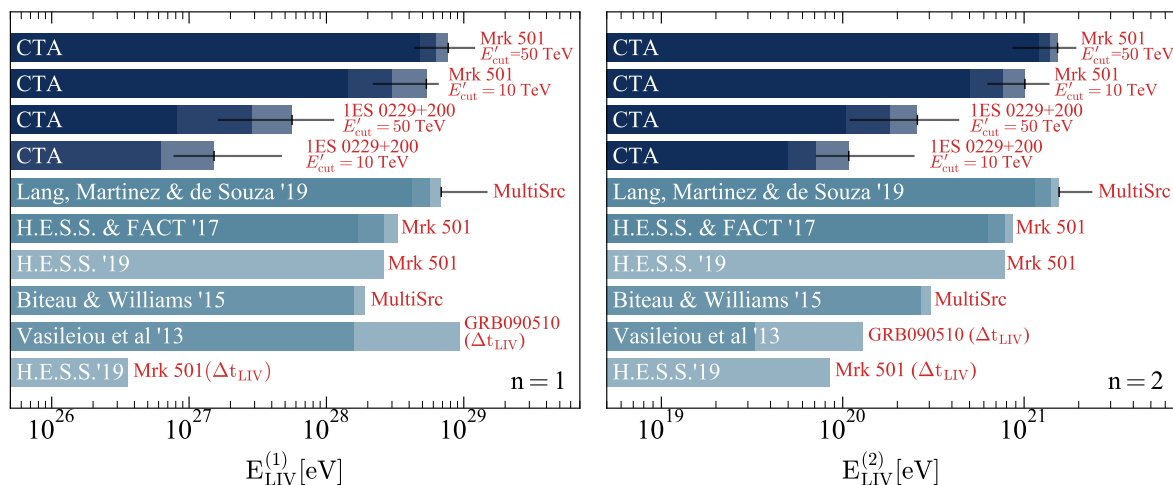 CTA
Mrk 501
E′cut=50 TeV
CTA
Mrk 501
E′cut = 10 TeV
CTA
1ES 0229+200
E′cut = 50 TeV
CTA
1ES 0229+200
E′cut = 10 TeV
Lang, Martinez & de Souza '19
MultiSrc
H.E.S.S. & FACT '17
Mrk 501
H.E.S.S. '19
Mrk 501
Biteau & Williams '15
MultiSrc
Vasileiou et al '13
GRB090510
(ΔtLIV)
H.E.S.S.'19
Mrk 501(ΔtLIV)
n = 1
10^26 10^27 10^28 10^29
E^(1)_LIV [eV]
CTA
Mrk 501
E′cut=50 TeV
CTA
Mrk 501
E′cut = 10 TeV
CTA
1ES 0229+200
E′cut = 50 TeV
CTA
1ES 0229+200
E′cut = 10 TeV
Lang, Martinez & de Souza '19
MultiSrc
H.E.S.S. & FACT '17
Mrk 501
H.E.S.S. '19
Mrk 501
Biteau & Williams '15
MultiSrc
Vasileiou et al '13
GRB090510 (ΔtLIV)
H.E.S.S.'19
Mrk 501 (ΔtLIV)
n = 2
10^19 10^20 10^21
E^(2)_LIV [eV]